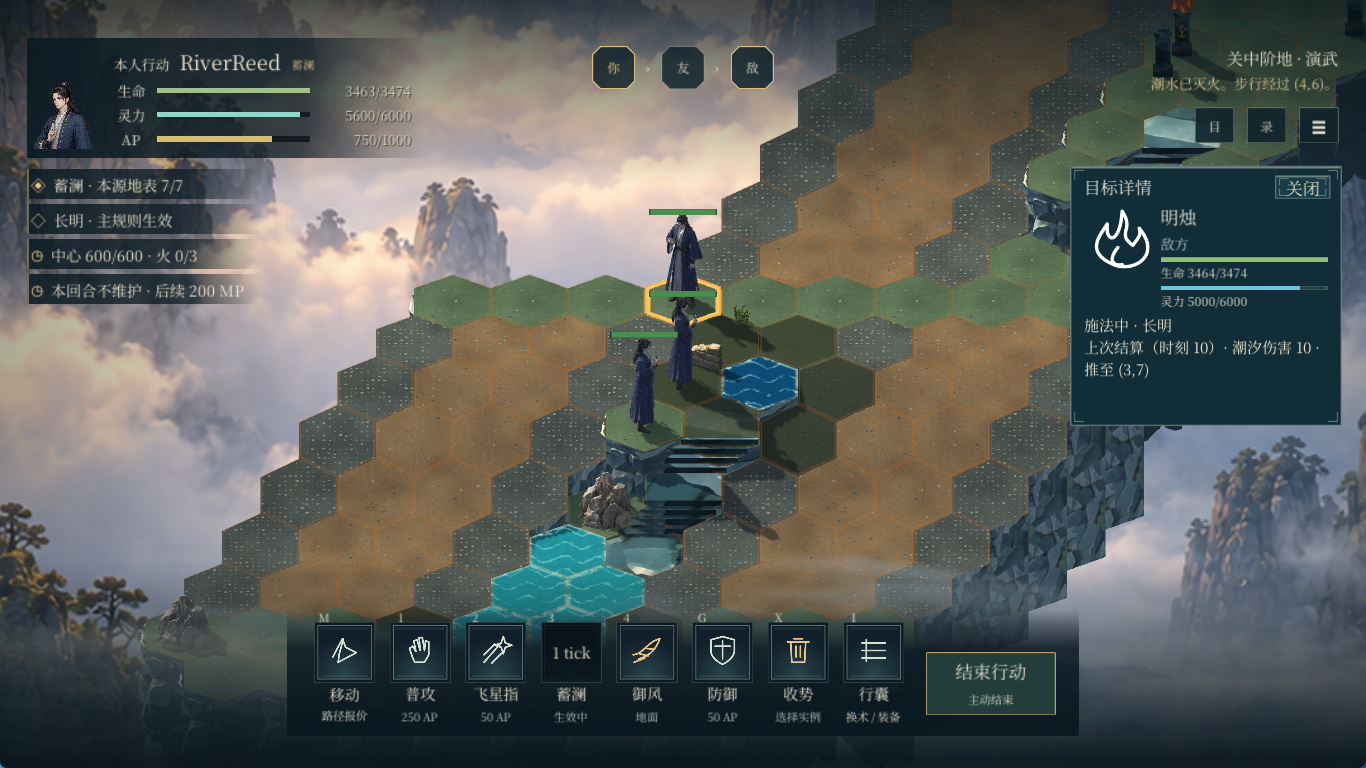 本人行动 RiverReed 蓄澜
生命 3463/3474
灵力 5600/6000
AP 750/1000
蓄澜 · 本源地表 7/7
长明 · 主规则生效
中心 600/600 · 火 0/3
本回合不维护 · 后续 200 MP
你 › 友 › 敌
关中阶地 · 演武
潮水已灭火。步行经过 (4,6)。
目 录
目标详情 关闭
明烛
敌方
生命 3464/3474
灵力 5000/6000
施法中 · 长明
上次结算（时刻 10）· 潮汐伤害 10 ·
推至 (3,7)
M 1 2 3 4 G X I
1 tick
移动 普攻 飞星指 蓄澜 御风 防御 收势 行囊
路径报价 250 AP 50 AP 生效中 地面 50 AP 选择实例 换术 / 装备
结束行动
主动结束